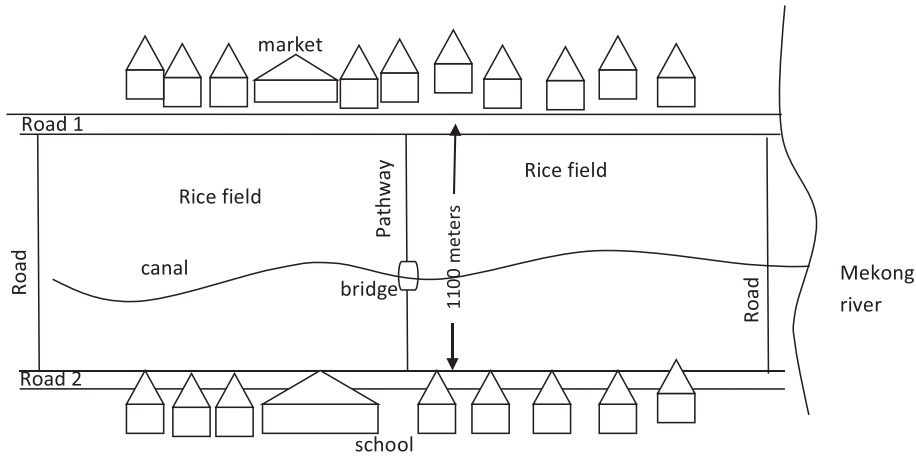 market
Road 1
Rice field
Rice field
Pathway
1100 meters
Road
canal
bridge
Road
Mekong
river
Road 2
school